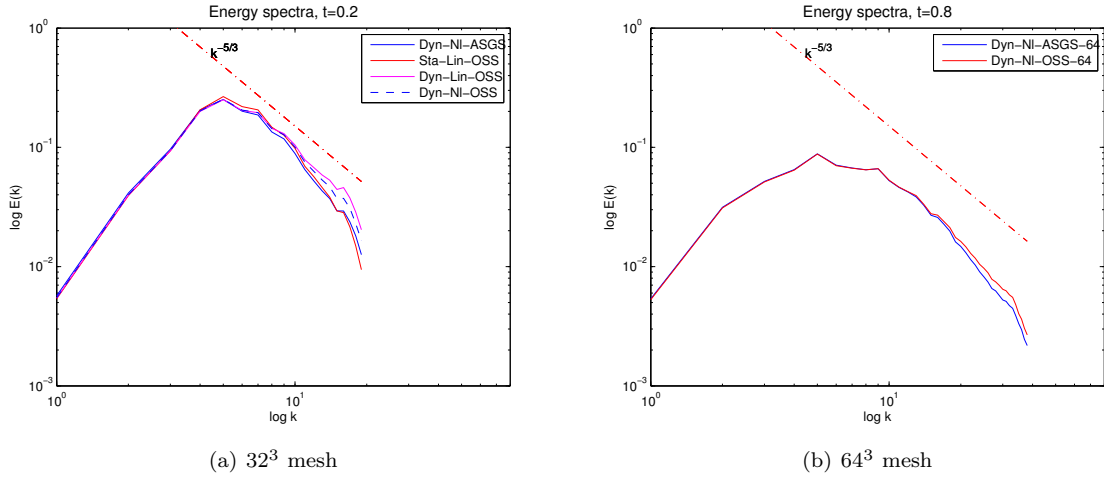 Energy spectra, t=0.2
10^0
10^−1
10^−2
10^−3
log E(k)
k^−5/3
Dyn−Nl−ASGS
Sta−Lin−OSS
Dyn−Lin−OSS
Dyn−Nl−OSS
10^0
10^1
log k
(a) 32^3 mesh
Energy spectra, t=0.8
10^0
10^−1
10^−2
10^−3
log E(k)
k^−5/3
Dyn−Nl−ASGS−64
Dyn−Nl−OSS−64
10^0
10^1
log k
(b) 64^3 mesh